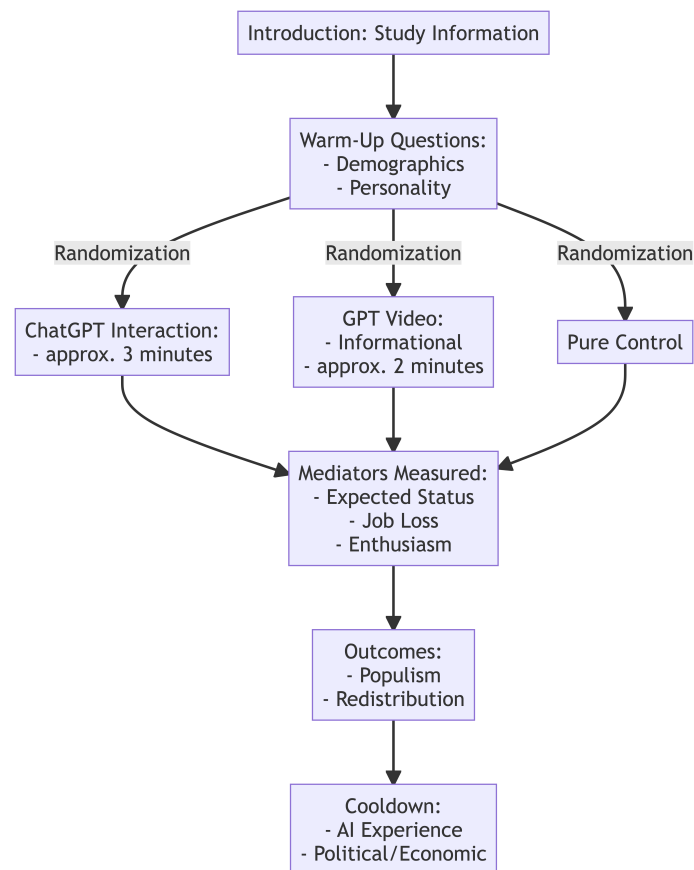 Introduction: Study Information
Warm-Up Questions:
- Demographics
- Personality
Randomization
Randomization
Randomization
ChatGPT Interaction:
- approx. 3 minutes
GPT Video:
- Informational
- approx. 2 minutes
Pure Control
Mediators Measured:
- Expected Status
- Job Loss
- Enthusiasm
Outcomes:
- Populism
- Redistribution
Cooldown:
- AI Experience
- Political/Economic